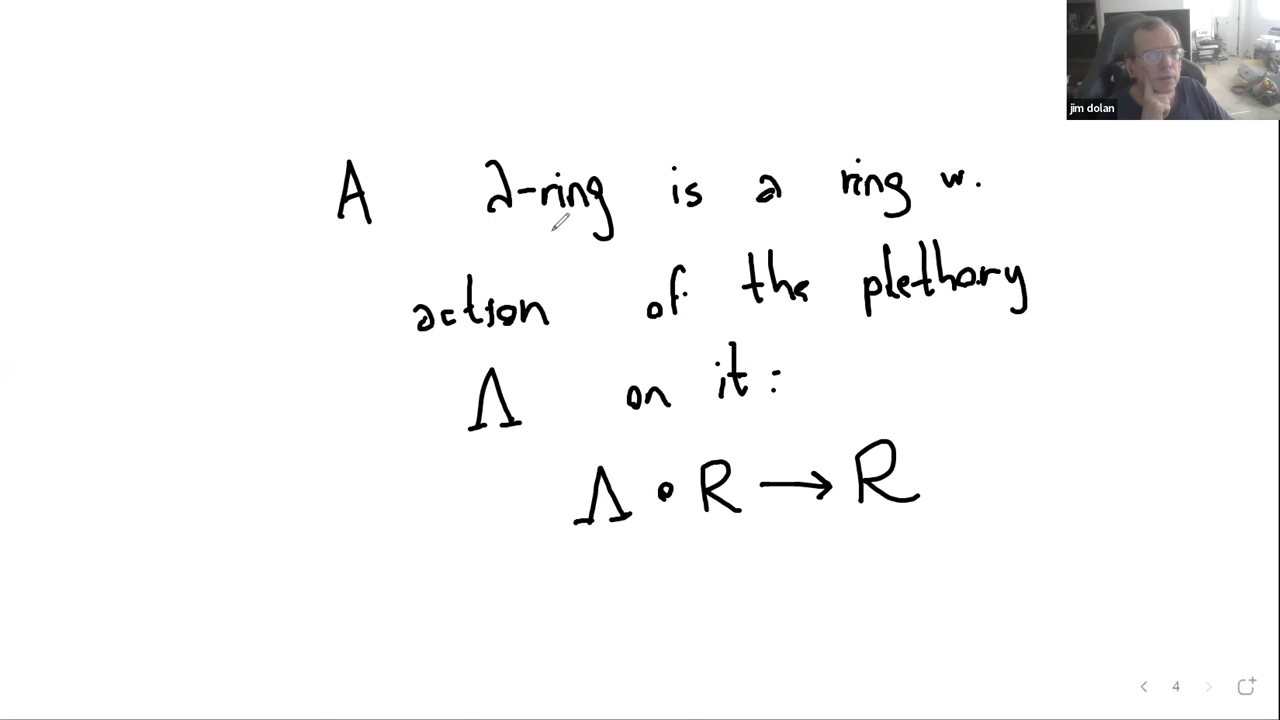 jim dolan
A λ-ring is a ring w.
action of the plethory
Λ on it:
Λ ∘ R → R
4